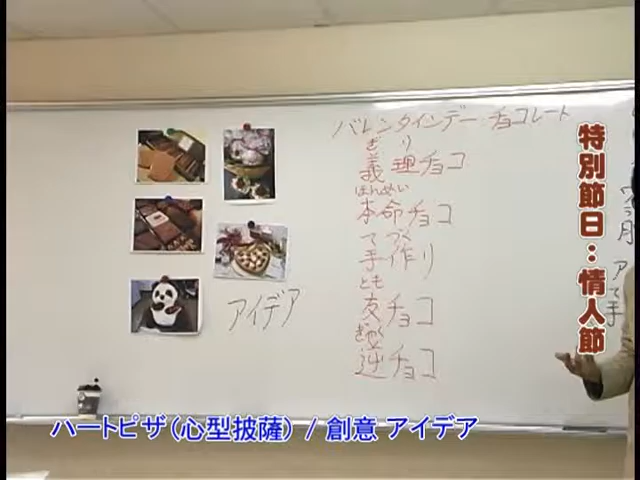 バレンタインデー チョコレート
ぎり
義理チョコ
ほんめい
本命チョコ
てづく
手作り
とも
友チョコ
ぎゃく
逆チョコ
アイデア
特別節日：情人節
ハートピザ（心型披薩）/ 創意 アイデア